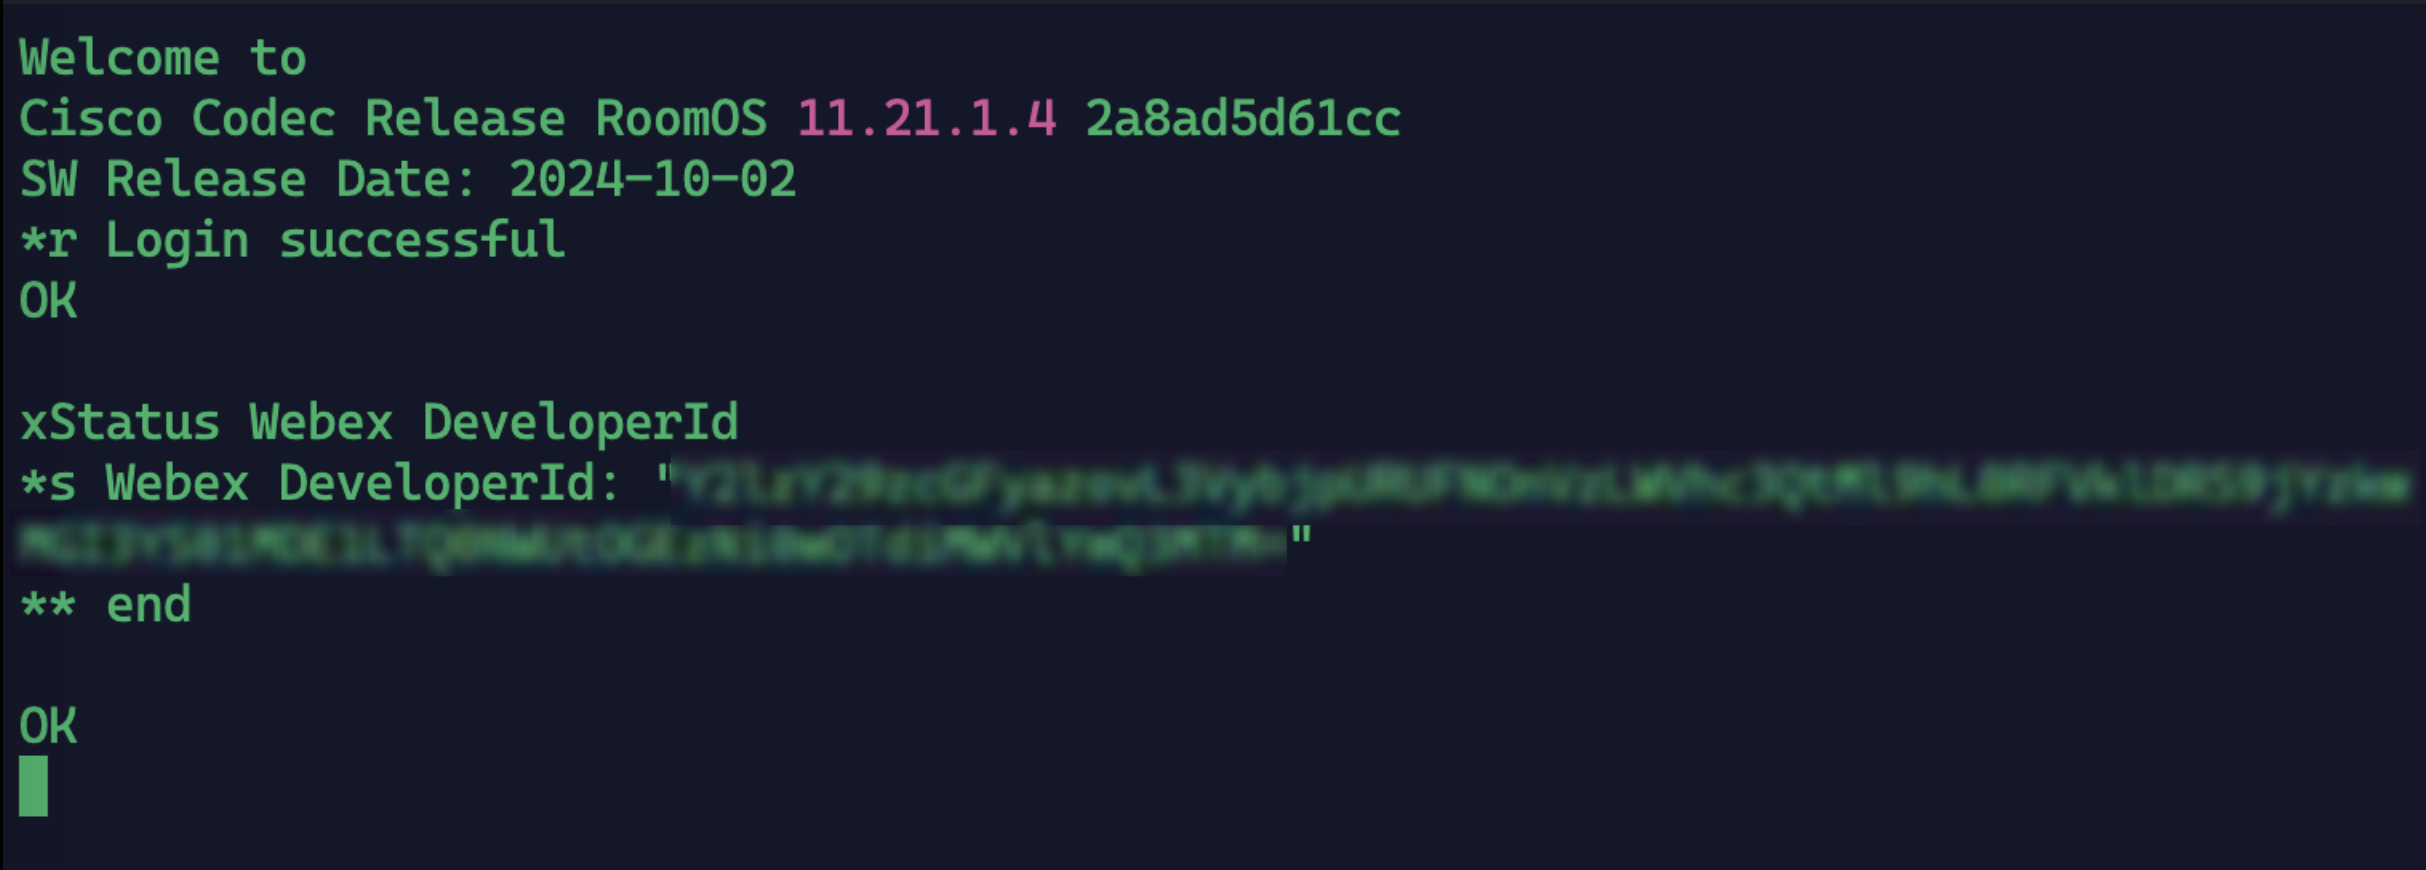 Welcome to
Cisco Codec Release RoomOS 11.21.1.4 2a8ad5d61cc
SW Release Date: 2024-10-02
*r Login successful
OK
xStatus Webex DeveloperId
*s Webex DeveloperId: "
"
** end
OK